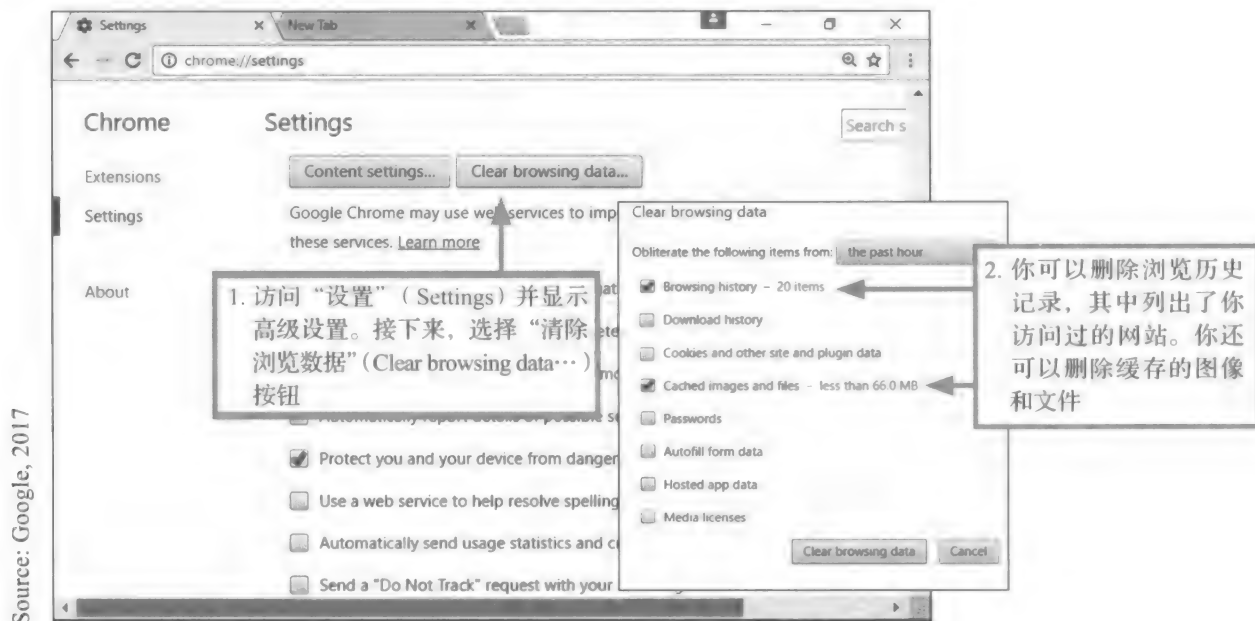 Settings
New Tab
chrome://settings
Chrome
Settings
Search s
Extensions
Settings
About
Content settings...
Clear browsing data...
Google Chrome may use web services to imp
these services. Learn more
1. 访问“设置”（Settings）并显示
高级设置。接下来，选择“清除
浏览数据”（Clear browsing data…）
按钮
Automatically report details of possible se
Protect you and your device from danger
Use a web service to help resolve spelling
Automatically send usage statistics and c
Send a "Do Not Track" request with your
Clear browsing data
Obliterate the following items from: the past hour
Browsing history – 20 items
Download history
Cookies and other site and plugin data
Cached images and files – less than 66.0 MB
Passwords
Autofill form data
Hosted app data
Media licenses
Clear browsing data
Cancel
2. 你可以删除浏览历史
记录，其中列出了你
访问过的网站。你还
可以删除缓存的图像
和文件
Source: Google, 2017